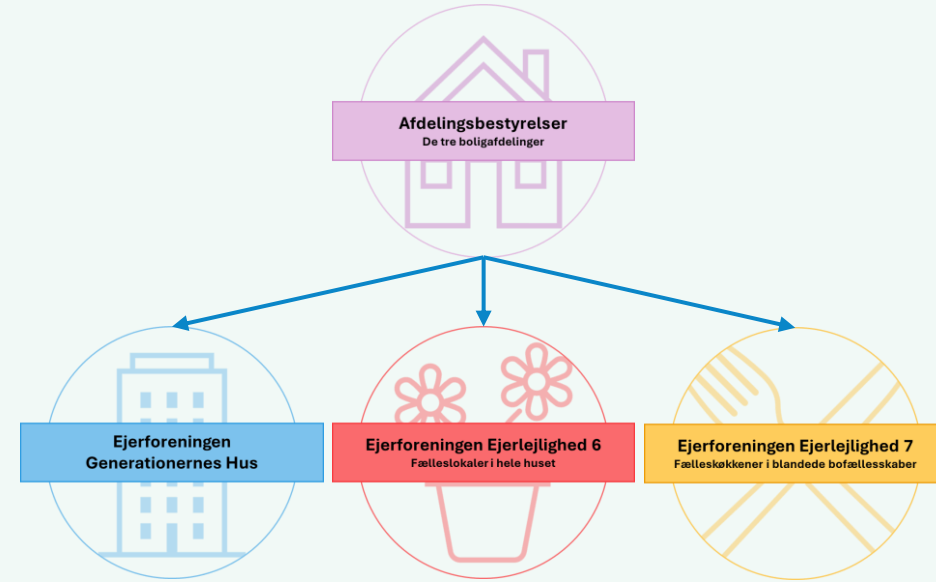 Afdelingsbestyrelser
De tre boligafdelinger
Ejerforeningen
Generationernes Hus
Ejerforeningen Ejerlejlighed 6
Fælleslokaler i hele huset
Ejerforeningen Ejerlejlighed 7
Fælleskøkkener i blandede bofællesskaber